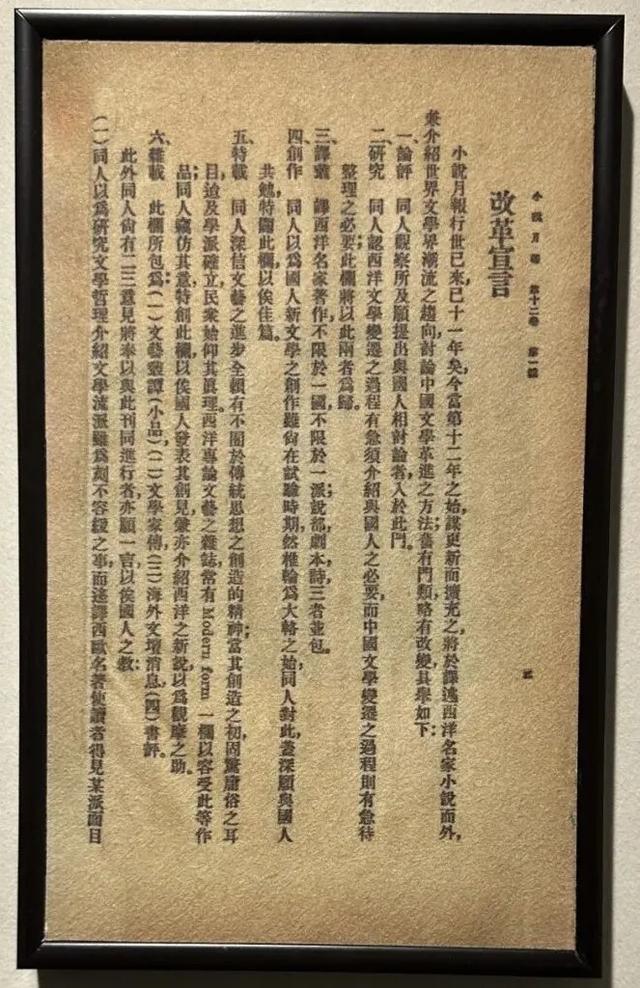 小說月報　第十二卷　第一號
改革宣言
小說月報行世已來，已十一年矣，今當第十二年之始，謀更新而擴充之，將於譯述西洋名家小說而外，
兼介紹世界文學界潮流之趨向，討論中國文學革進之方法；舊有門類，略有改變，具舉如下：
一、論評　同人觀察所及願提出與國人相討論者，入於此門。
二、研究　同人認西洋文學變遷之過程有急須介紹與國人之必要，而中國文學變遷之過程則有急待
整理之必要；此欄將以此兩者爲歸。
三、譯叢　譯西洋名家著作，不限於一國，不限於一派；說部，劇本，詩，三者並包。
四、創作　同人以爲國人新文學之創作雖尚在試驗時期，然椎輪爲大輅之始，同人對此，蓋深願與國人
共勉，特闢此欄，以俟佳篇。
五、特載　同人深信文藝之進步全賴有不囿於傳統思想之創造的精神；當其創造之初，固驚庸俗之耳
目，迨及學派確立，民衆始仰其眞理。西洋專論文藝之雜誌，常有 Modern form 一欄以容受此等作
品；同人竊仿其意，特創此欄，以俟國人發表其創見，兼亦介紹西洋之新說，以爲觀摩之助。
六、雜載　此欄所包爲：（一）文藝叢譚（小品），（二）文學家傳，（三）海外文壇消息，（四）書評。
此外同人尚有二三意見將奉以與此刊同進行者，亦願一言，以俟國人之教：
（一）同人以爲研究文學哲理介紹文學流派雖爲刻不容緩之事，而迻譯西歐名著使讀者得見某派面目